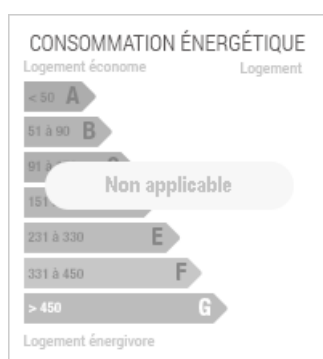 CONSOMMATION ÉNERGÉTIQUE
Logement économe Logement
< 50 A
51 à 90 B
91 à
Non applicable
151
231 à 330 E
331 à 450 F
> 450 G
Logement énergivore